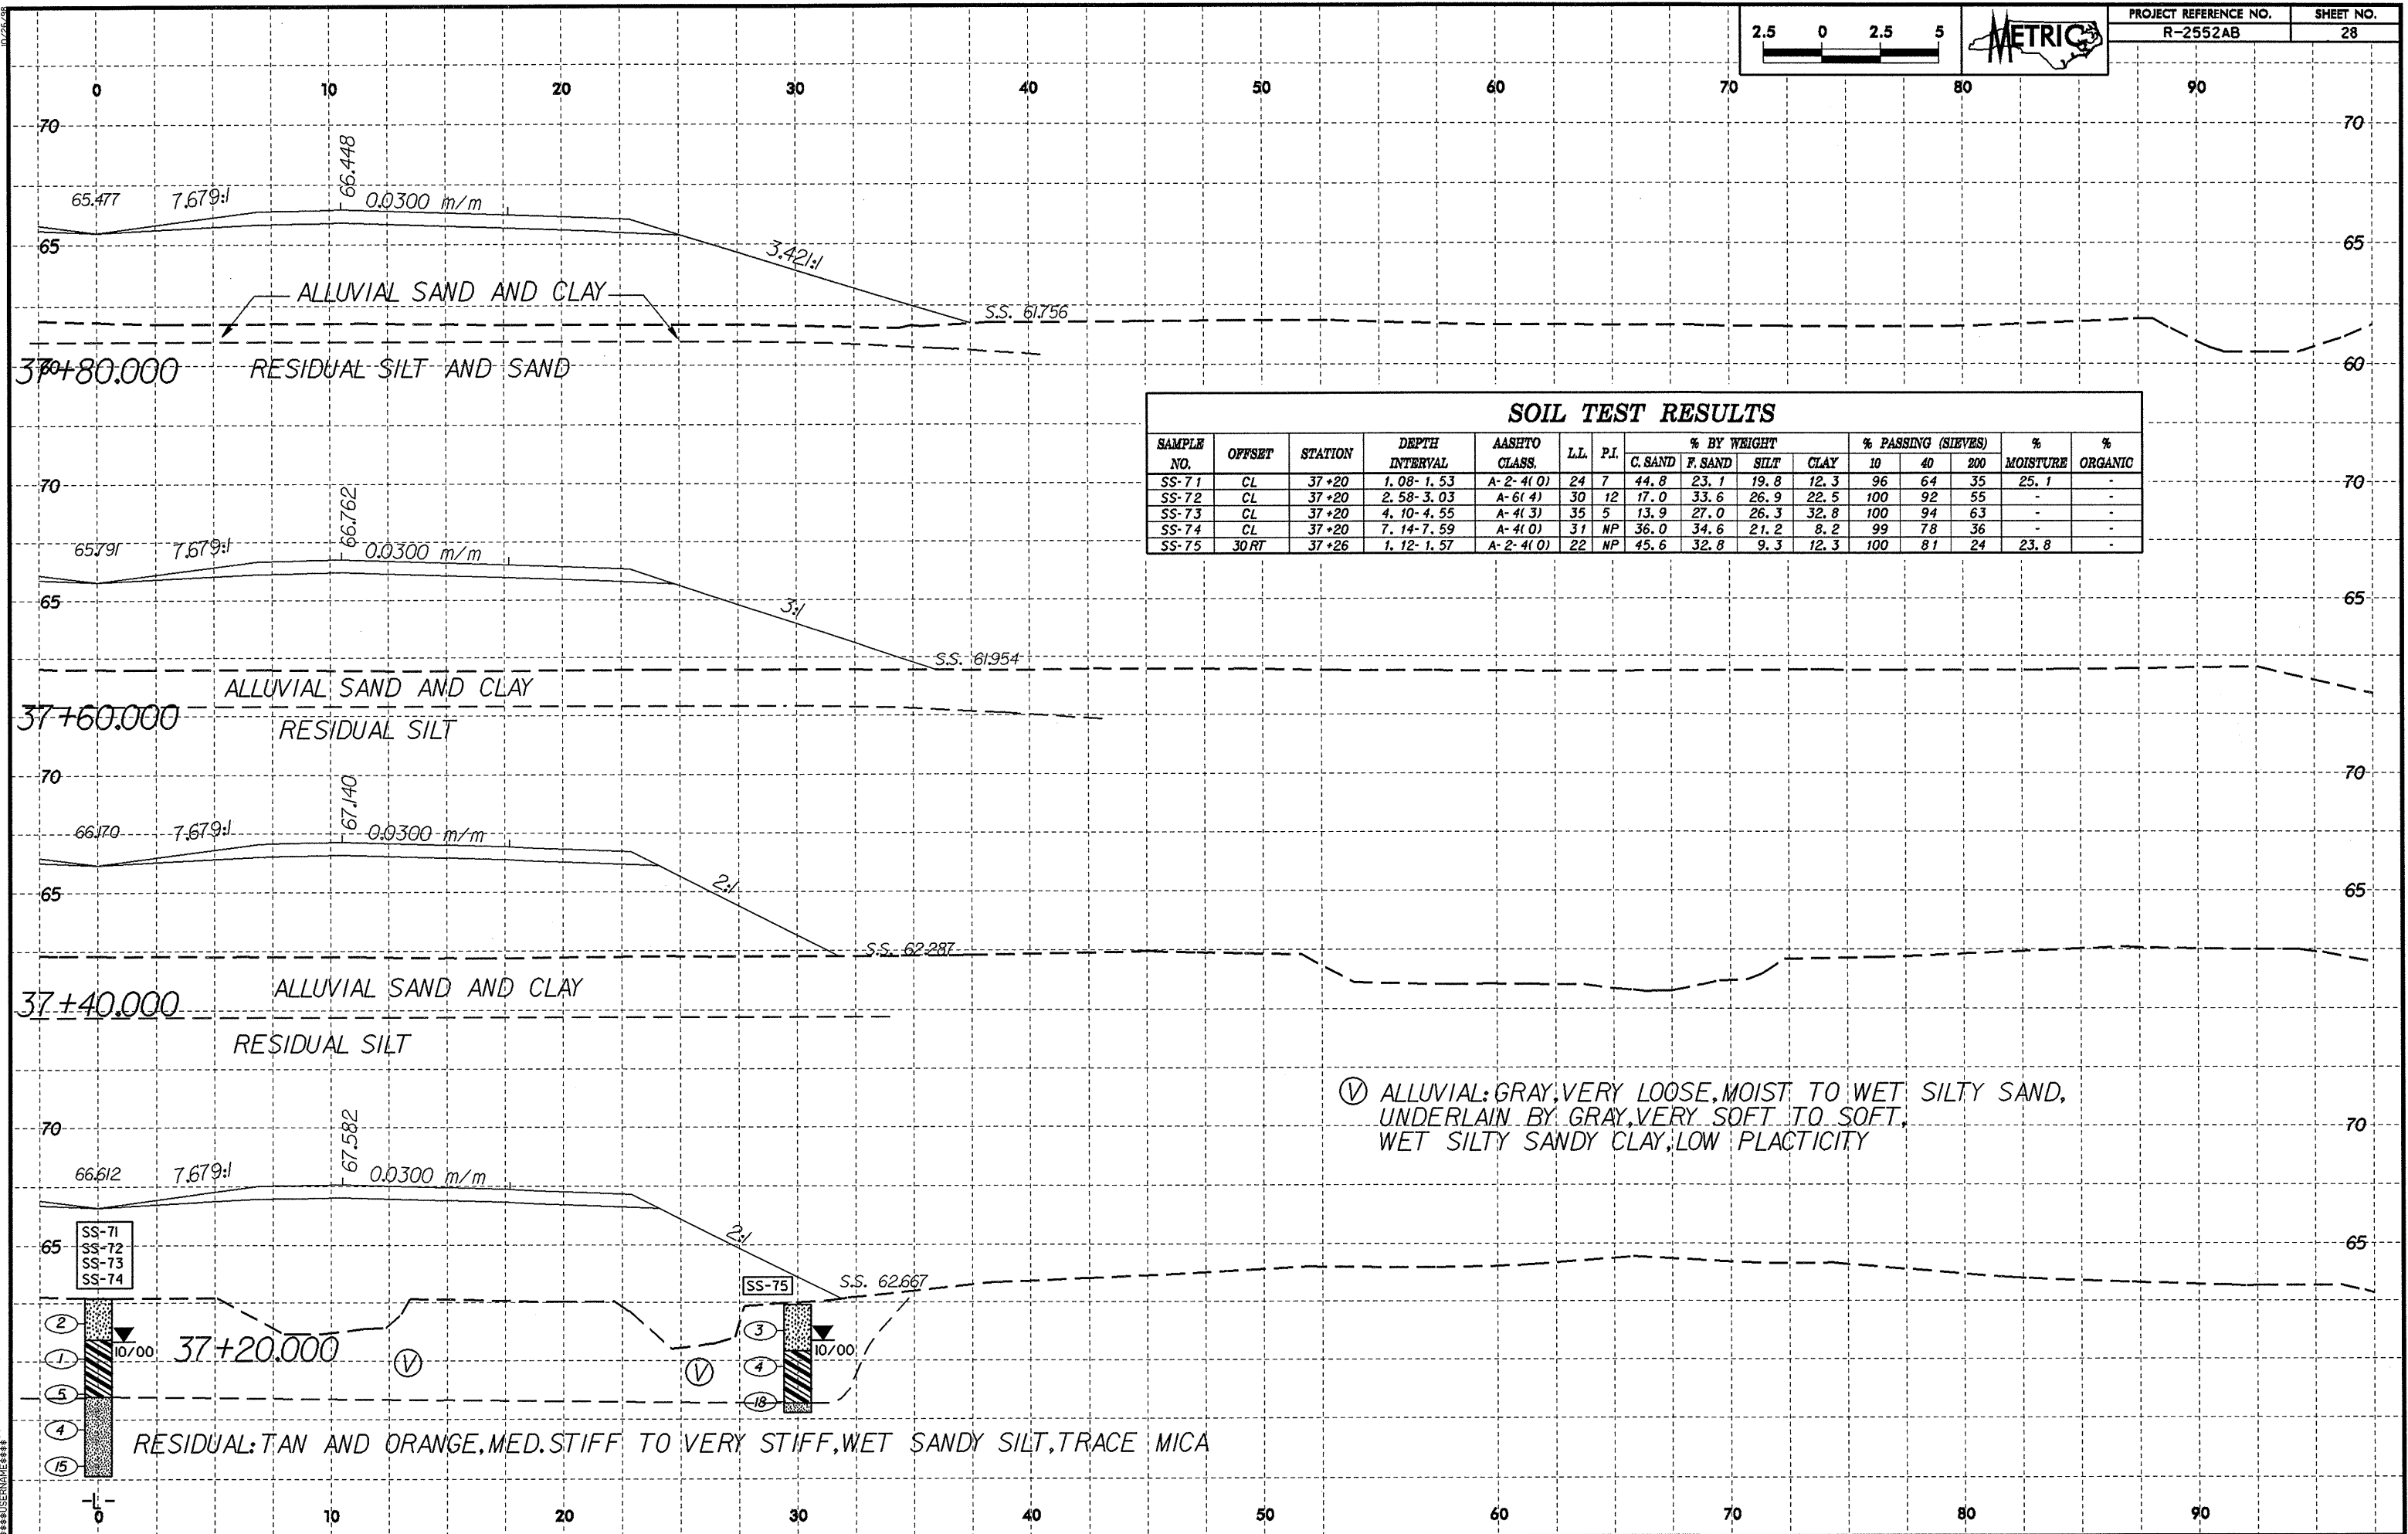 10/26/98
2.5 0 2.5 5
METRIC
PROJECT REFERENCE NO. SHEET NO.
R-2552AB 28
0 10 20 30 40 50 60 70 80 90
70 70
65.477 7.679:1 66.448 0.0300 m/m
65 65
3.421:1
ALLUVIAL SAND AND CLAY
S.S. 61.756
60 60
37+80.000 RESIDUAL SILT AND SAND
SOIL TEST RESULTS
SAMPLE NO. OFFSET STATION DEPTH INTERVAL AASHTO CLASS. L.L. P.I. % BY WEIGHT % PASSING (SIEVES) % MOISTURE % ORGANIC
C. SAND F. SAND SILT CLAY 10 40 200
SS-71 CL 37+20 1.08-1.53 A-2-4(0) 24 7 44.8 23.1 19.8 12.3 96 64 35 25.1 -
SS-72 CL 37+20 2.58-3.03 A-6(4) 30 12 17.0 33.6 26.9 22.5 100 92 55 - -
SS-73 CL 37+20 4.10-4.55 A-4(3) 35 5 13.9 27.0 26.3 32.8 100 94 63 - -
SS-74 CL 37+20 7.14-7.59 A-4(0) 31 NP 36.0 34.6 21.2 8.2 99 78 36 - -
SS-75 30 RT 37+26 1.12-1.57 A-2-4(0) 22 NP 45.6 32.8 9.3 12.3 100 81 24 23.8 -
70 70
65.791 7.679:1 66.762 0.0300 m/m
65 65
3:1
S.S. 61.954
ALLUVIAL SAND AND CLAY
37+60.000
RESIDUAL SILT
70 70
66.170 7.679:1 67.140 0.0300 m/m
65 65
2:1
S.S. 62.287
ALLUVIAL SAND AND CLAY
37+40.000
RESIDUAL SILT
V ALLUVIAL: GRAY, VERY LOOSE, MOIST TO WET SILTY SAND,
UNDERLAIN BY GRAY, VERY SOFT TO SOFT,
WET SILTY SANDY CLAY, LOW PLACTICITY
70 70
66.612 7.679:1 67.582 0.0300 m/m
65 65
2:1
SS-71
SS-72
SS-73
SS-74
SS-75
S.S. 62.667
2
1
5
4
15
10/00
37+20.000
V
V
3
4
18
10/00
RESIDUAL: TAN AND ORANGE, MED. STIFF TO VERY STIFF, WET SANDY SILT, TRACE MICA
-L-
0 10 20 30 40 50 60 70 80 90